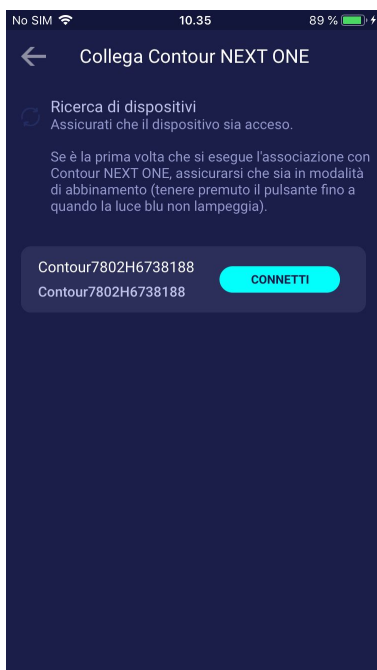 No SIM 10.35 89 %
Collega Contour NEXT ONE
Ricerca di dispositivi
Assicurati che il dispositivo sia acceso.
Se è la prima volta che si esegue l'associazione con
Contour NEXT ONE, assicurarsi che sia in modalità
di abbinamento (tenere premuto il pulsante fino a
quando la luce blu non lampeggia).
Contour7802H6738188
CONNETTI
Contour7802H6738188